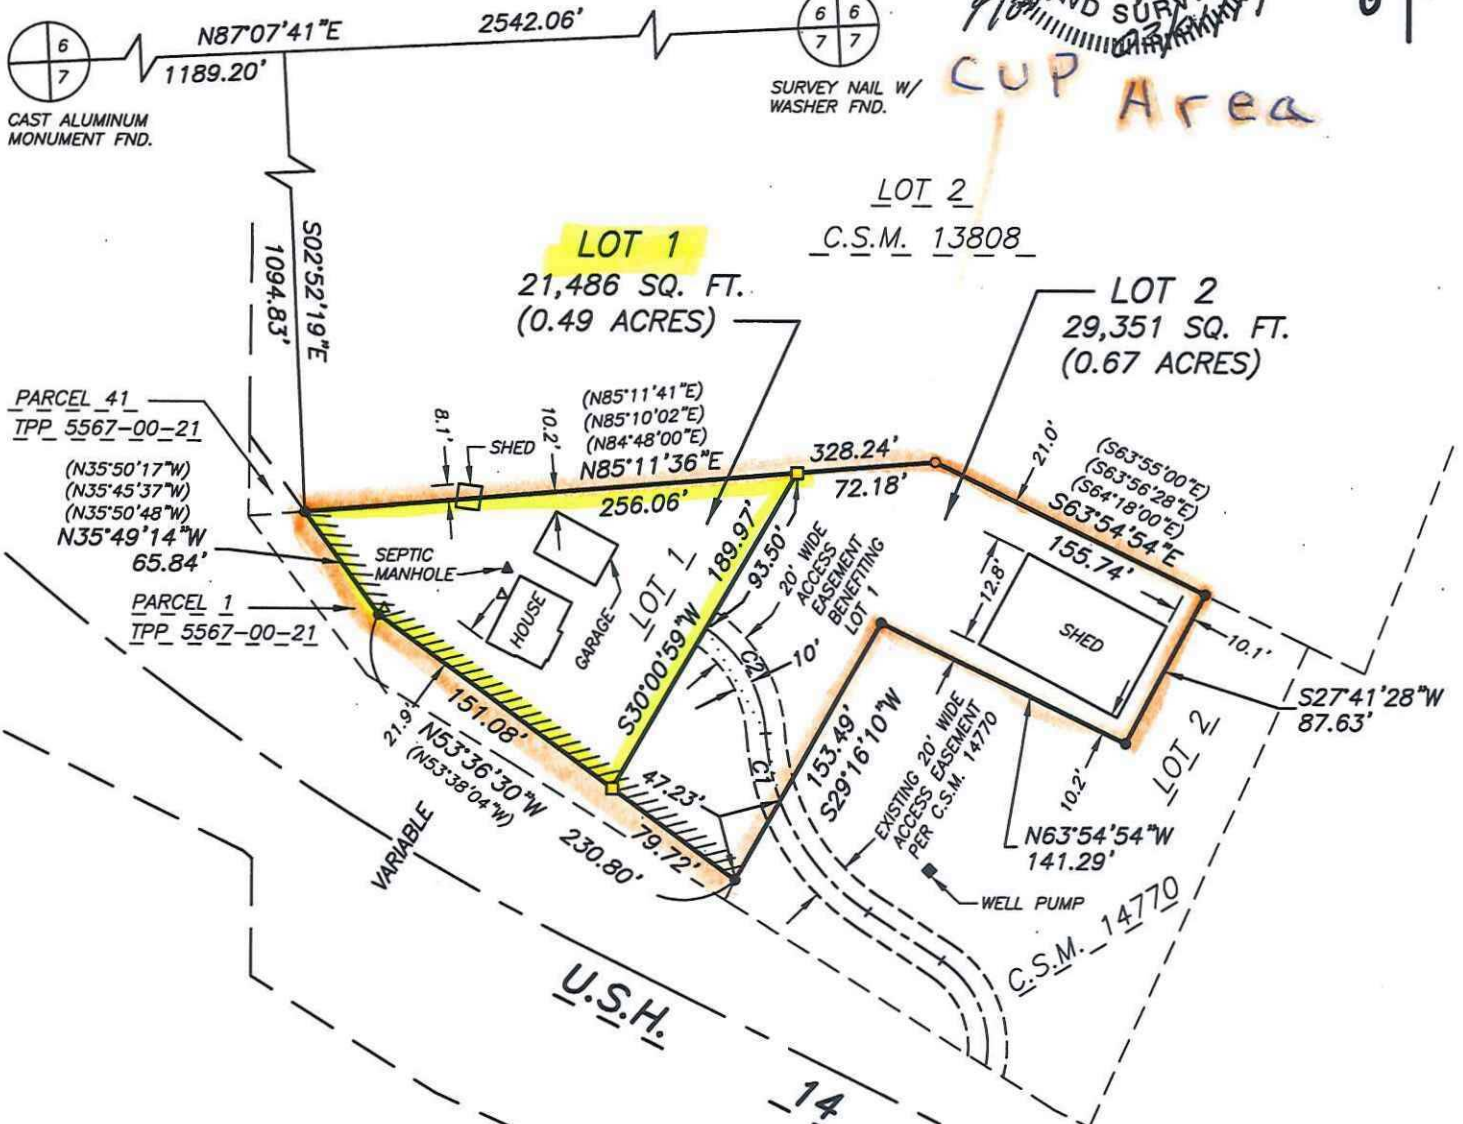 N87°07'41"E
2542.06'
1189.20'
6
7
6 6
7 7
CAST ALUMINUM
MONUMENT FND.
SURVEY NAIL W/
WASHER FND.
CUP Area
S02°52'19"E
1094.83'
LOT 2
C.S.M. 13808
LOT 1
21,486 SQ. FT.
(0.49 ACRES)
LOT 2
29,351 SQ. FT.
(0.67 ACRES)
PARCEL 41
TPP 5567-00-21
(N35°50'17"W)
(N35°45'37"W)
(N35°50'48"W)
N35°49'14"W
65.84'
PARCEL 1
TPP 5567-00-21
8.1'
SHED
10.2'
(N85°11'41"E)
(N85°10'02"E)
(N84°48'00"E)
N85°11'36"E
256.06'
328.24'
72.18'
21.0'
(S63°55'00"E)
(S63°56'28"E)
(S64°18'00"E)
S63°54'54"E
155.74'
12.8'
SHED
10.1'
S27°41'28"W
87.63'
SEPTIC
MANHOLE
HOUSE
GARAGE
LOT 1
189.97'
S30°00'59"W
93.50'
20' WIDE
ACCESS
EASEMENT
BENEFITING
LOT 1
C2
10'
C1
153.49'
S29°16'10"W
47.23'
EXISTING 20' WIDE
ACCESS EASEMENT
PER C.S.M. 14770
10.2'
LOT 2
N63°54'54"W
141.29'
WELL PUMP
C.S.M. 14770
21.9'
151.08'
N53°36'30"W
(N53°38'04"W)
79.72'
230.80'
VARIABLE
U.S.H.
14